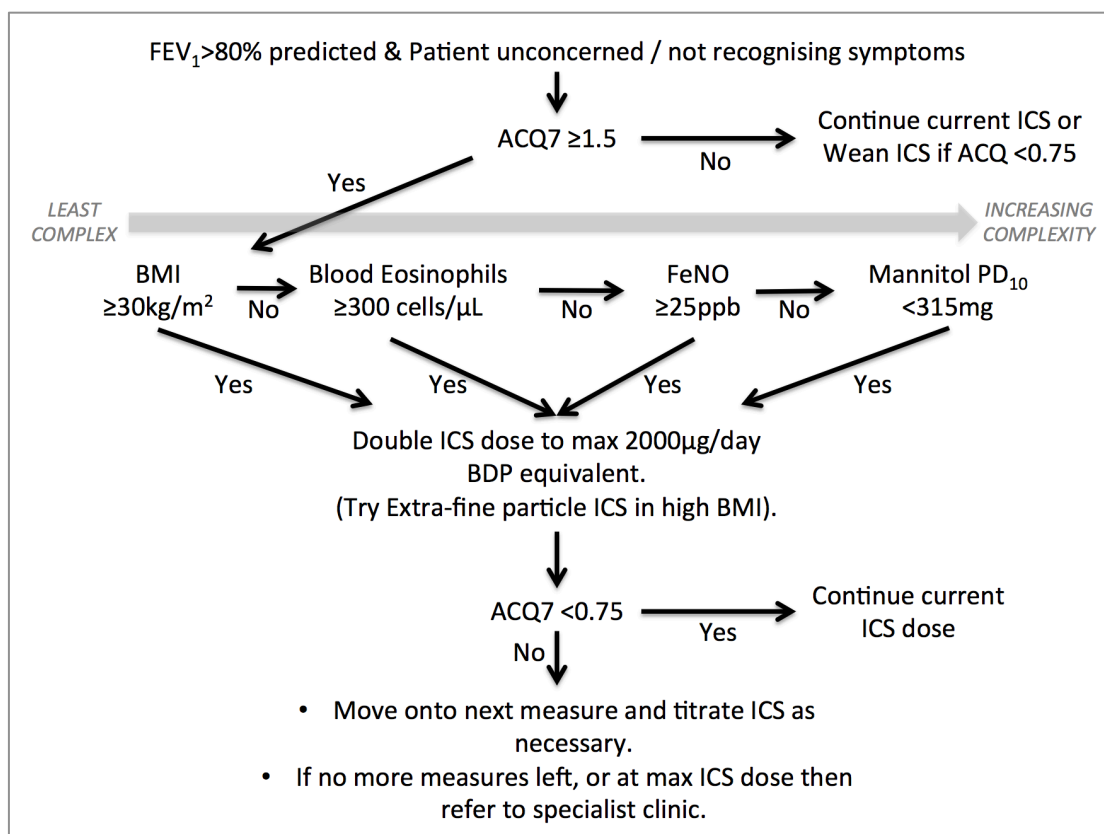 FEV₁>80% predicted & Patient unconcerned / not recognising symptoms
ACQ7 ≥1.5
No
Continue current ICS or
Wean ICS if ACQ <0.75
Yes
LEAST
COMPLEX
INCREASING
COMPLEXITY
BMI
≥30kg/m²
No
Blood Eosinophils
≥300 cells/µL
No
FeNO
≥25ppb
No
Mannitol PD₁₀
<315mg
Yes
Yes
Yes
Yes
Double ICS dose to max 2000µg/day
BDP equivalent.
(Try Extra-fine particle ICS in high BMI).
ACQ7 <0.75
Yes
Continue current
ICS dose
No
• Move onto next measure and titrate ICS as
necessary.
• If no more measures left, or at max ICS dose then
refer to specialist clinic.